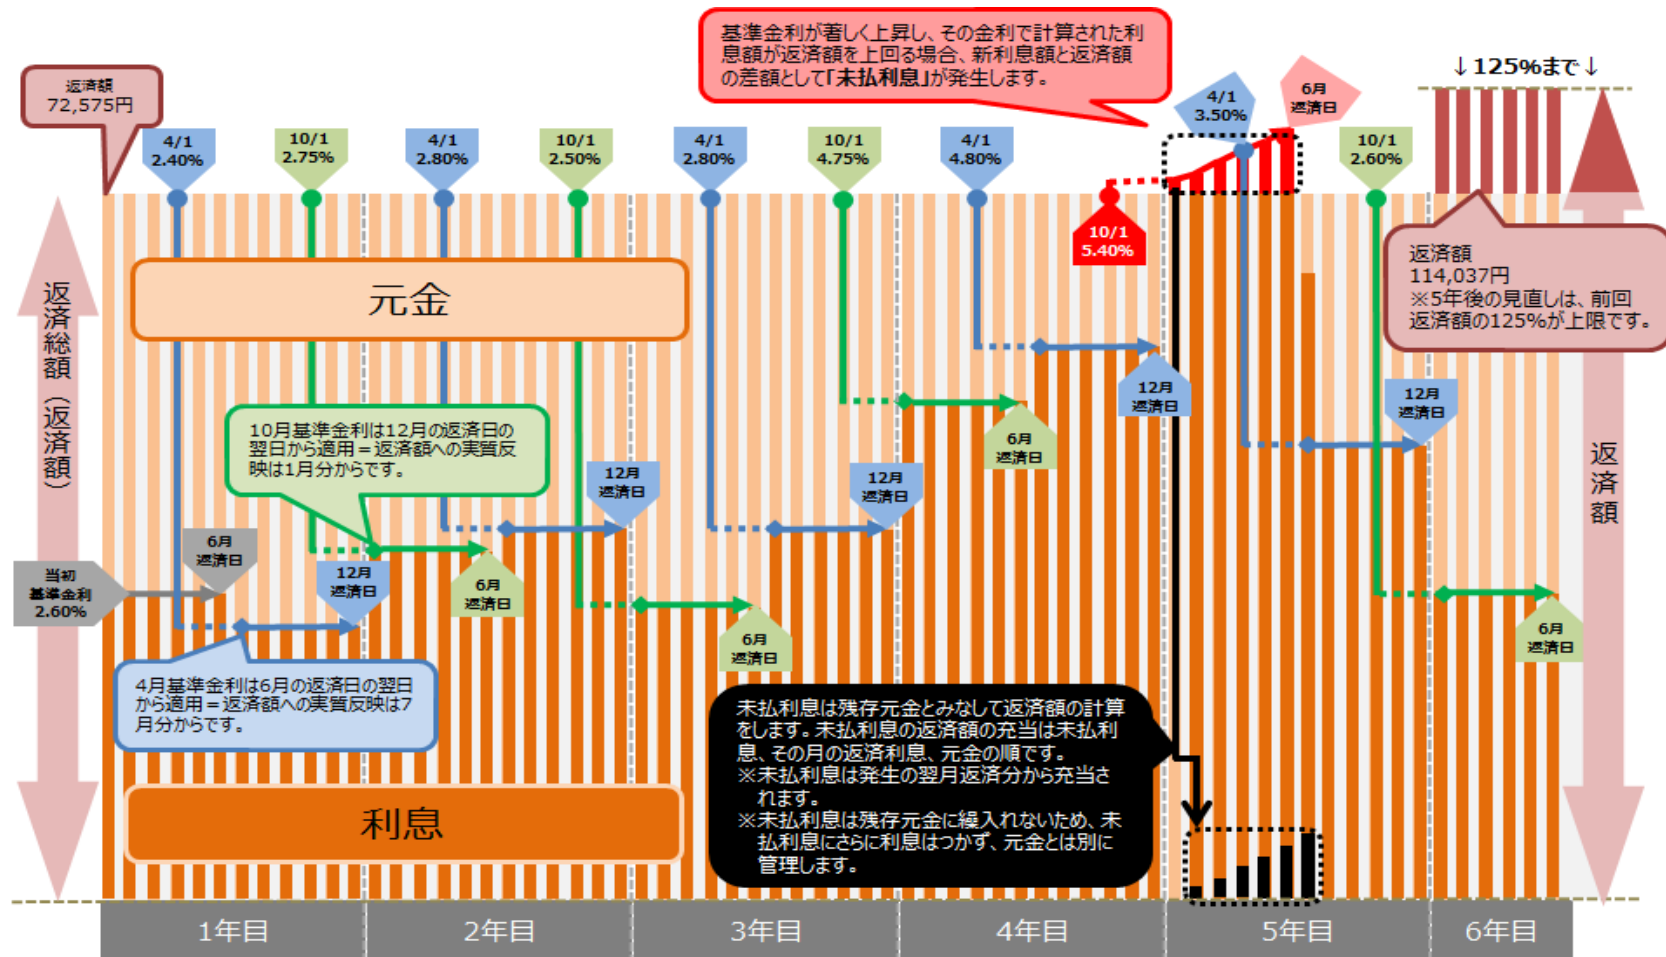 基準金利が著しく上昇し、その金利で計算された利
息額が返済額を上回る場合、新利息額と返済額
の差額として「未払利息」が発生します。
↓125%まで↓
返済額
72,575円
4/1
2.40%
10/1
2.75%
4/1
2.80%
10/1
2.50%
4/1
2.80%
10/1
4.75%
4/1
4.80%
10/1
5.40%
4/1
3.50%
6月
返済日
10/1
2.60%
返済額
114,037円
※5年後の見直しは、前回
返済額の125%が上限です。
返済総額（返済額）
元金
返済額
10月基準金利は12月の返済日の
翌日から適用＝返済額への実質反
映は1月分からです。
当初
基準金利
2.60%
6月
返済日
12月
返済日
6月
返済日
12月
返済日
6月
返済日
12月
返済日
6月
返済日
12月
返済日
12月
返済日
6月
返済日
4月基準金利は6月の返済日の翌日
から適用＝返済額への実質反映は7
月分からです。
未払利息は残存元金とみなして返済額の計算
をします。未払利息の返済額の充当は未払利
息、その月の返済利息、元金の順です。
※未払利息は発生の翌月返済分から充当さ
れます。
※未払利息は残存元金に繰入れないため、未
払利息にさらに利息はつかず、元金とは別に
管理します。
利息
1年目
2年目
3年目
4年目
5年目
6年目